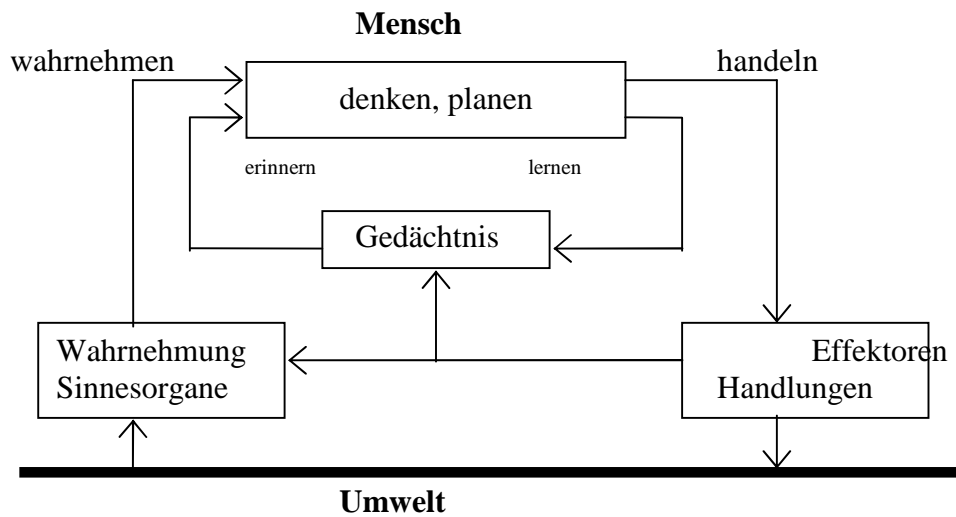 Mensch
wahrnehmen
handeln
denken, planen
erinnern
lernen
Gedächtnis
Wahrnehmung
Sinnesorgane
Effektoren
Handlungen
Umwelt